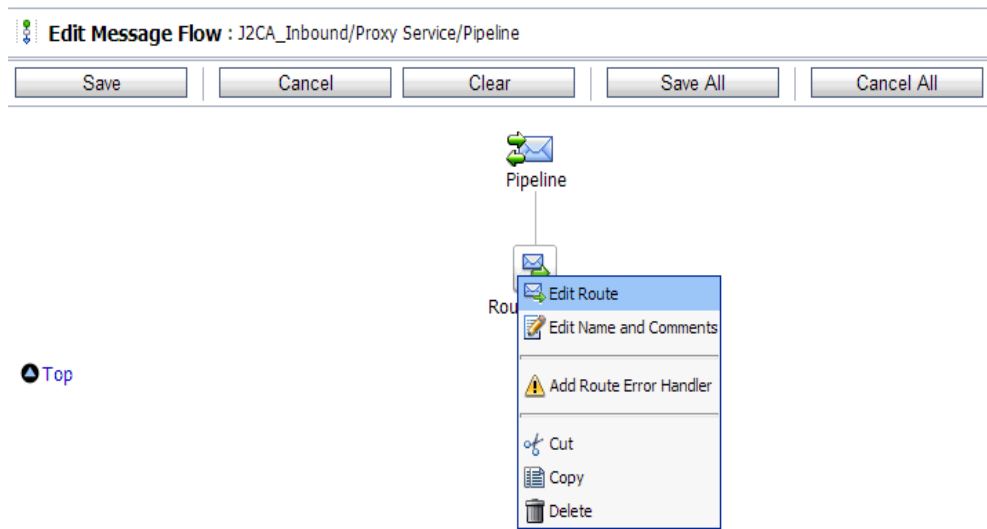 Edit Message Flow : J2CA_Inbound/Proxy Service/Pipeline
Save Cancel Clear Save All Cancel All
Pipeline
Rou
Edit Route
Edit Name and Comments
Top
Add Route Error Handler
Cut
Copy
Delete